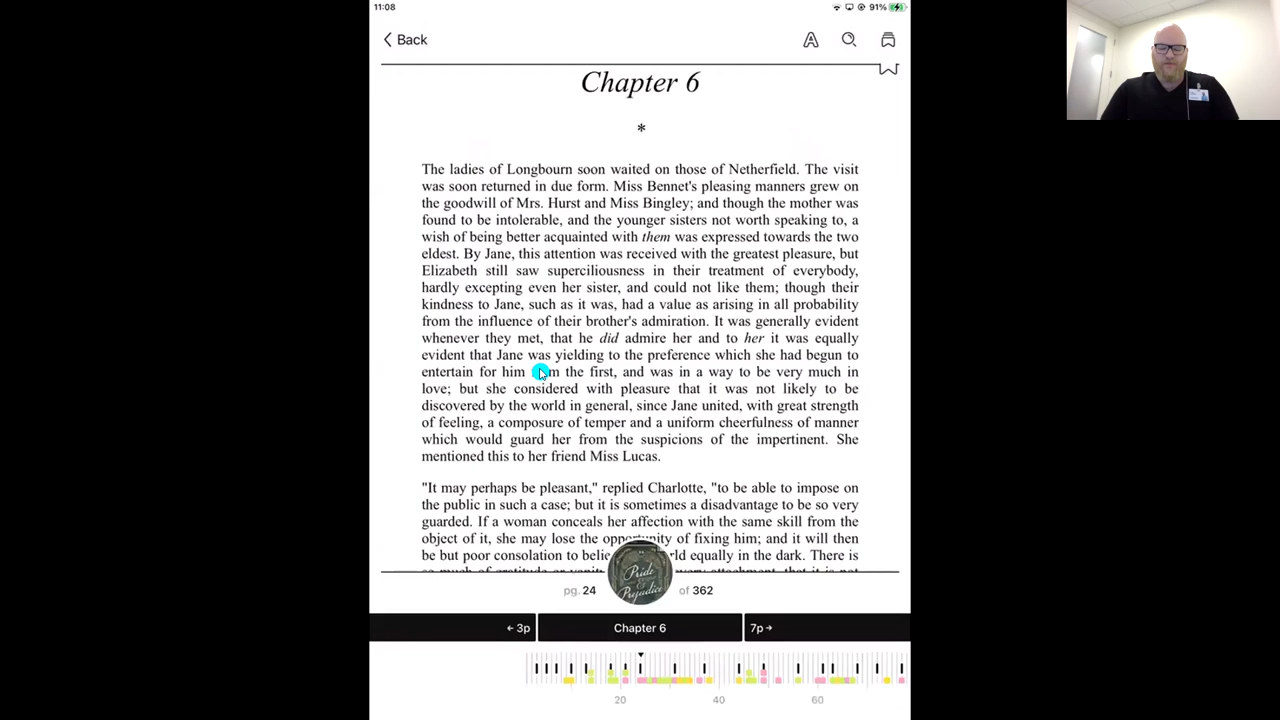 11:08
91%
Back
Chapter 6
*
The ladies of Longbourn soon waited on those of Netherfield. The visit
was soon returned in due form. Miss Bennet's pleasing manners grew on
the goodwill of Mrs. Hurst and Miss Bingley; and though the mother was
found to be intolerable, and the younger sisters not worth speaking to, a
wish of being better acquainted with them was expressed towards the two
eldest. By Jane, this attention was received with the greatest pleasure, but
Elizabeth still saw superciliousness in their treatment of everybody,
hardly excepting even her sister, and could not like them; though their
kindness to Jane, such as it was, had a value as arising in all probability
from the influence of their brother's admiration. It was generally evident
whenever they met, that he did admire her and to her it was equally
evident that Jane was yielding to the preference which she had begun to
entertain for him the first, and was in a way to be very much in
love; but she considered with pleasure that it was not likely to be
discovered by the world in general, since Jane united, with great strength
of feeling, a composure of temper and a uniform cheerfulness of manner
which would guard her from the suspicions of the impertinent. She
mentioned this to her friend Miss Lucas.
"It may perhaps be pleasant," replied Charlotte, "to be able to impose on
the public in such a case; but it is sometimes a disadvantage to be so very
guarded. If a woman conceals her affection with the same skill from the
object of it, she may lose the opportunity of fixing him; and it will then
be but poor consolation to equally in the dark. There is
so much of gratitude or attachment, that it is not
Pride
&
Prejudice
pg. 24 of 362
← 3p Chapter 6 7p →
20 40 60